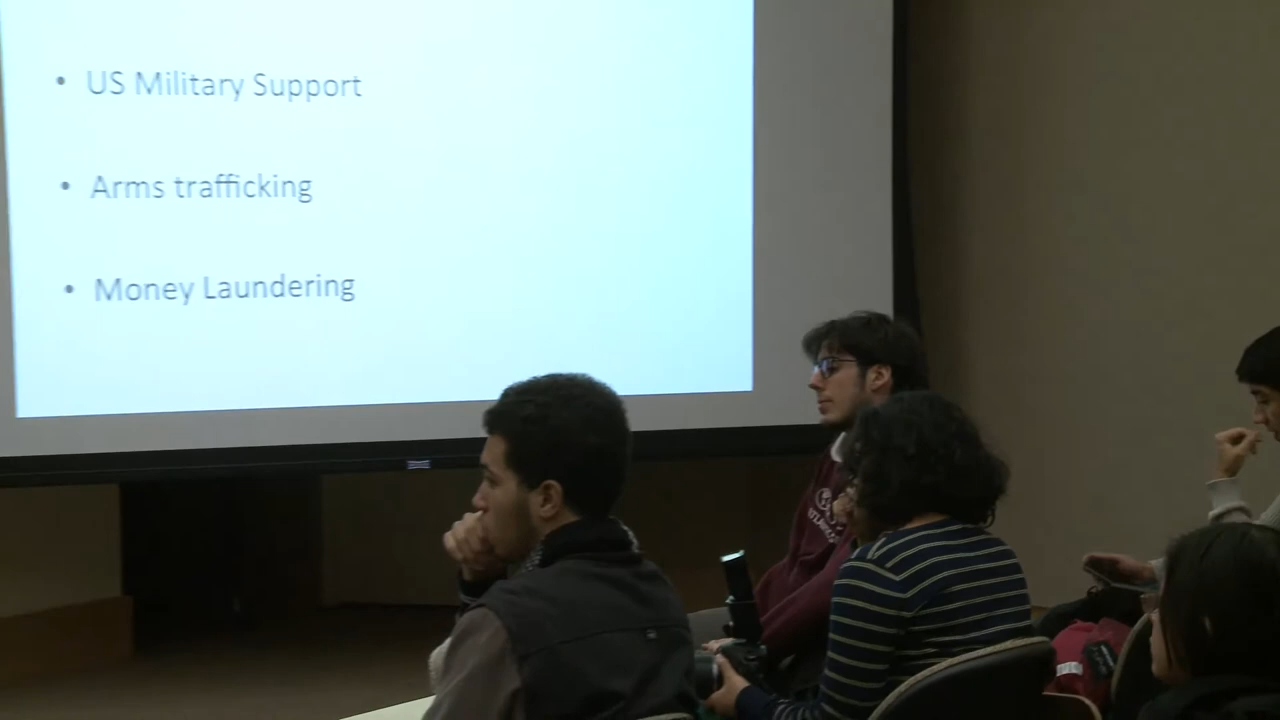 • US Military Support
• Arms trafficking
• Money Laundering